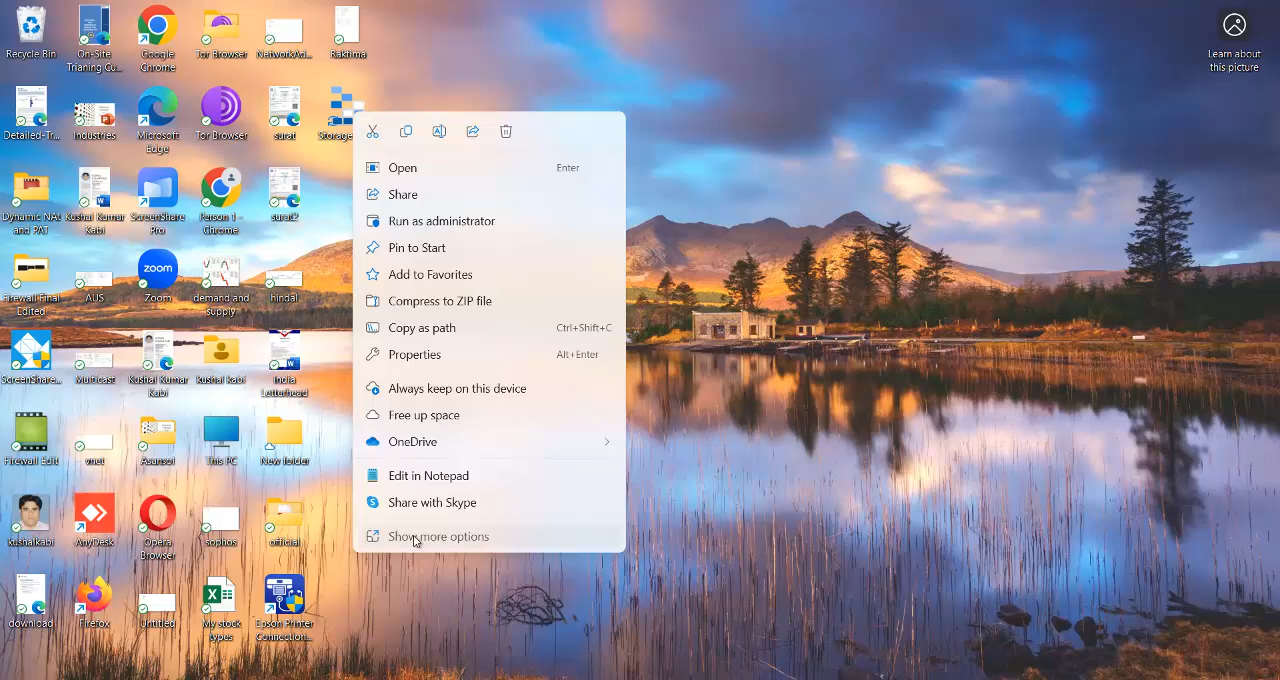 Recycle Bin
On-Site
Trianing Cu...
Google
Chrome
Tor Browser
NetworkAd...
Raktima
Learn about
this picture
Detailed-Tr...
Industries
Microsoft
Edge
Tor Browser
surat
Storage
Dynamic NAt
and PAT
Kushal Kumar
Kabi
ScreenShare
Pro
Person 1 -
Chrome
surat2
Firewall Final
Edited
AUS
zoom
Zoom
demand and
supply
hindal
ScreenShare...
Multicast
Kushal Kumar
Kabi
kushal kabi
India
Letterhead
Firewall Edit
vnet
Asansol
This PC
New folder
kushalkabi
AnyDesk
Opera
Browser
sophos
official
download
Firefox
Untitled
My stock
types
Epson Printer
Connection...
Open Enter
Share
Run as administrator
Pin to Start
Add to Favorites
Compress to ZIP file
Copy as path Ctrl+Shift+C
Properties Alt+Enter
Always keep on this device
Free up space
OneDrive
Edit in Notepad
Share with Skype
Show more options